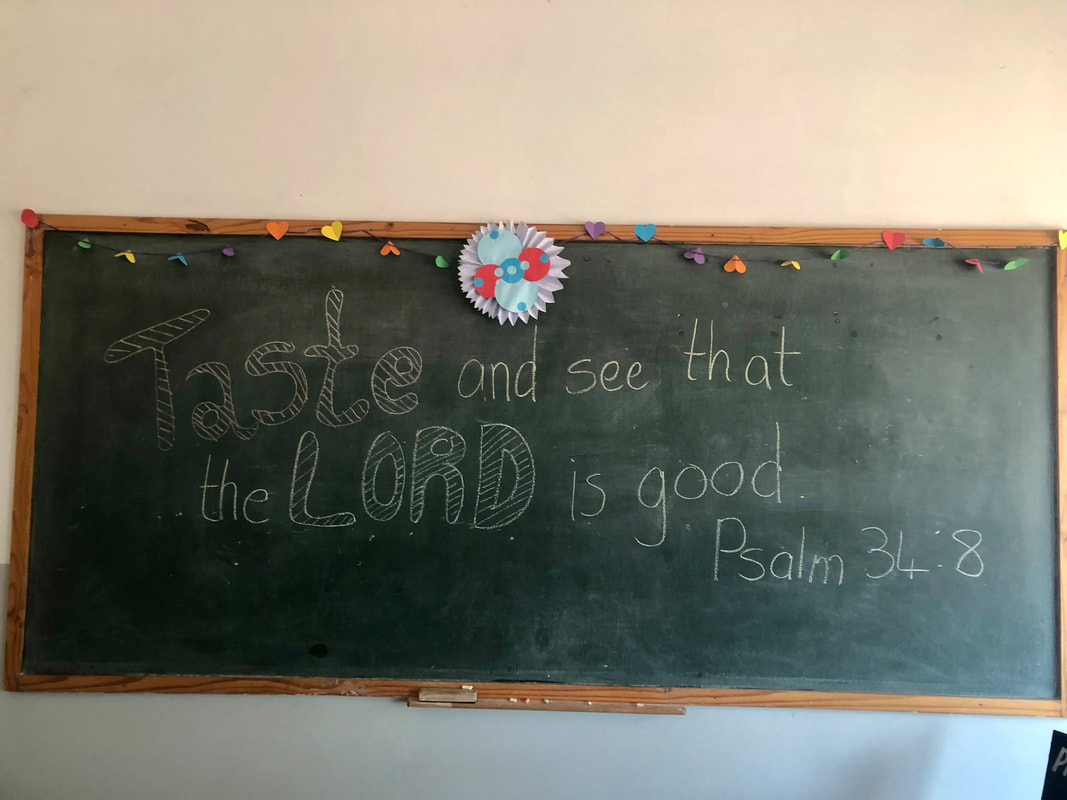 Taste and see that
the LORD is good.
Psalm 34:8